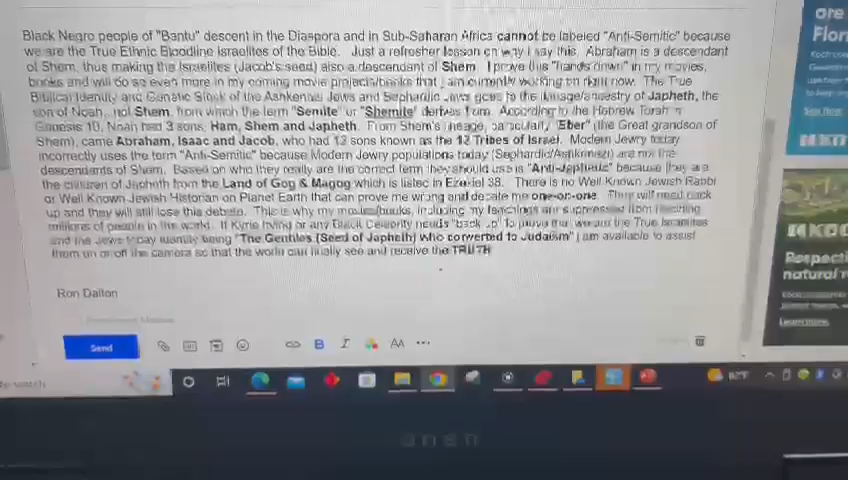 Black Negro people of "Bantu" descent in the Diaspora and in Sub-Saharan Africa cannot be labeled "Anti-Semitic" because
we are the True Ethnic Bloodline Israelites of the Bible. Just a refresher lesson on why I say this. Abraham is a descendant
of Shem, thus making the Israelites (Jacob's seed) also a descendant of Shem. I prove this "hands down" in my movies,
books and will do so even more in my coming movie projects/books that I am currently working on right now. The True
Biblical Identity and Genetic Stock of the Ashkenazi Jews and Sephardic Jews goes to the lineage/ancestry of Japheth, the
son of Noah, not Shem, from which the term "Semite" or "Shemite" derives from. According to the Hebrew Torah in
Genesis 10, Noah had 3 sons, Ham, Shem and Japheth. From Shem's lineage, particularly "Eber" (the Great grandson of
Shem), came Abraham, Isaac and Jacob, who had 12 sons known as the 12 Tribes of Israel. Modern Jewry today
incorrectly uses the term "Anti-Semitic" because Modern Jewry populations today (Sephardic/Ashkenazi) are not the
descendants of Shem. Based on who they really are the correct term they should use is "Anti-Japhetic" because they are
the children of Japheth from the Land of Gog & Magog which is listed in Ezekiel 38. There is no Well Known Jewish Rabbi
or Well Known Jewish Historian on Planet Earth that can prove me wrong and debate me one-on-one. They will need back
up and they will still lose this debate. This is why my movies/books, including my teachings are suppressed from reaching
millions of people in the world. If Kyrie Irving or any Black Celebrity needs "back up" to prove that we are the True Israelites
and the Jews today identity being "The Gentiles (Seed of Japheth) who converted to Judaism" I am available to assist
them on or off the camera so that the world can finally see and receive the TRUTH
Ron Dalton
Send
B I AA
are
Flor
See How
Respecti
natural r
Learn more